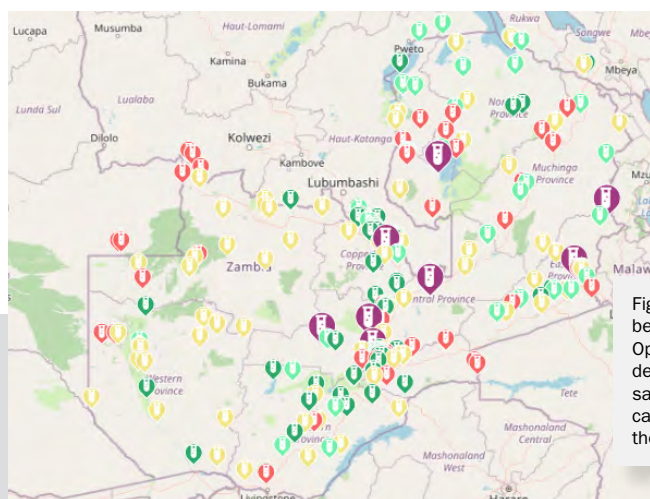 Lucapa
Musumba
Haut-Lomami
Pweto
Rukwa
Songwe
Mbey
Kamina
Mbeya
Bukama
Lunda Sul
Lualaba
Dilolo
Kolwezi
Haut-Katanga
Kambove
Lubumbashi
Muchinga
Province
Mzu
Zambia
Malaw
Central Province
Western
Province
Tete
Mashonaland
Central
Mashonaland
West
Livingstone
Harare
Fig
be
Op
de
sa
ca
the